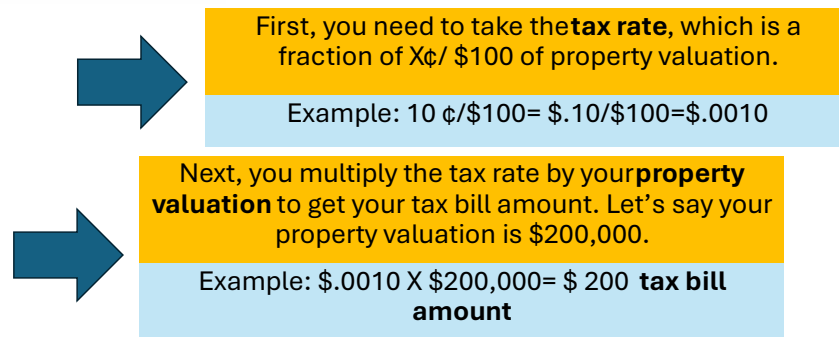 First, you need to take thetax rate, which is a
fraction of X¢/ $100 of property valuation.
Example: 10 ¢/$100= $.10/$100=$.0010
Next, you multiply the tax rate by yourproperty
valuation to get your tax bill amount. Let’s say your
property valuation is $200,000.
Example: $.0010 X $200,000= $ 200 tax bill
amount